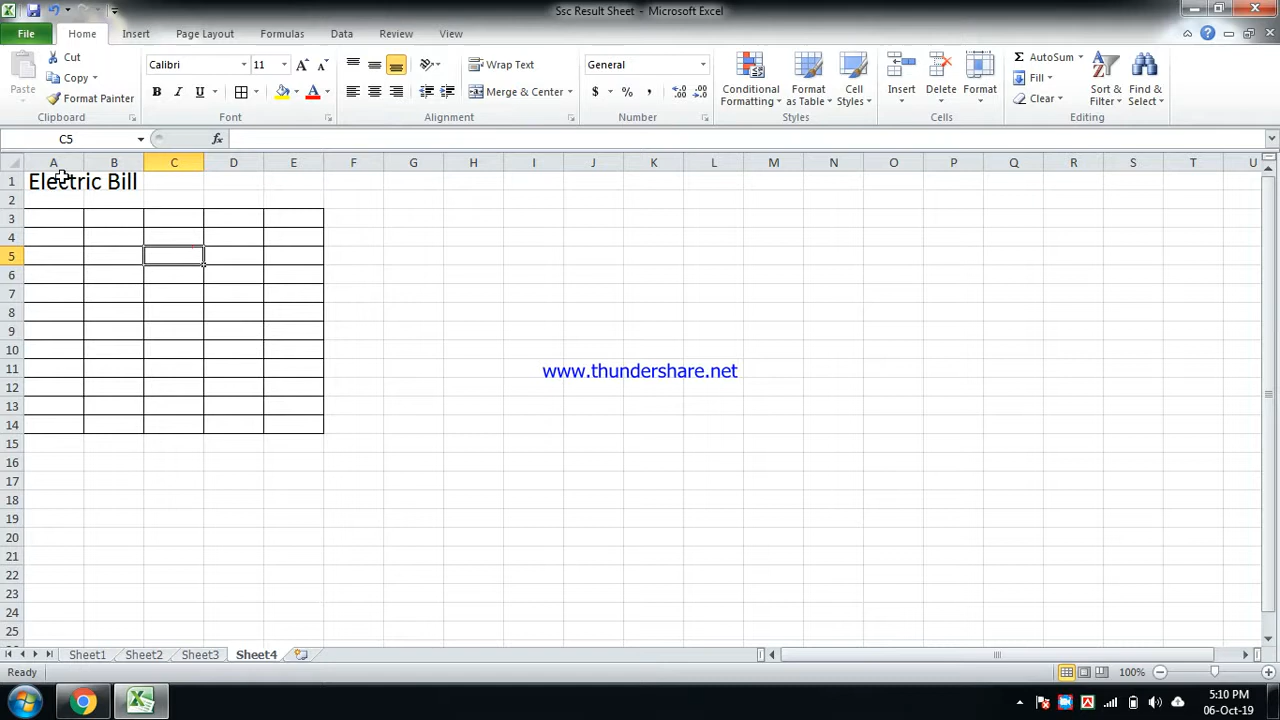 Ssc Result Sheet - Microsoft Excel
File Home Insert Page Layout Formulas Data Review View
Paste
Cut
Copy
Format Painter
Clipboard
Calibri 11
B I U
Font
Wrap Text
Merge & Center
Alignment
General
$ % ,
Number
Conditional Formatting
Format as Table
Cell Styles
Styles
Insert
Delete
Format
Cells
AutoSum
Fill
Clear
Sort & Filter
Find & Select
Editing
C5 fx
A B C D E F G H I J K L M N O P Q R S T U
1 Electric Bill
2
3
4
5
6
7
8
9
10
11
www.thundershare.net
12
13
14
15
16
17
18
19
20
21
22
23
24
25
Sheet1 Sheet2 Sheet3 Sheet4
Ready 100%
5:10 PM
06-Oct-19